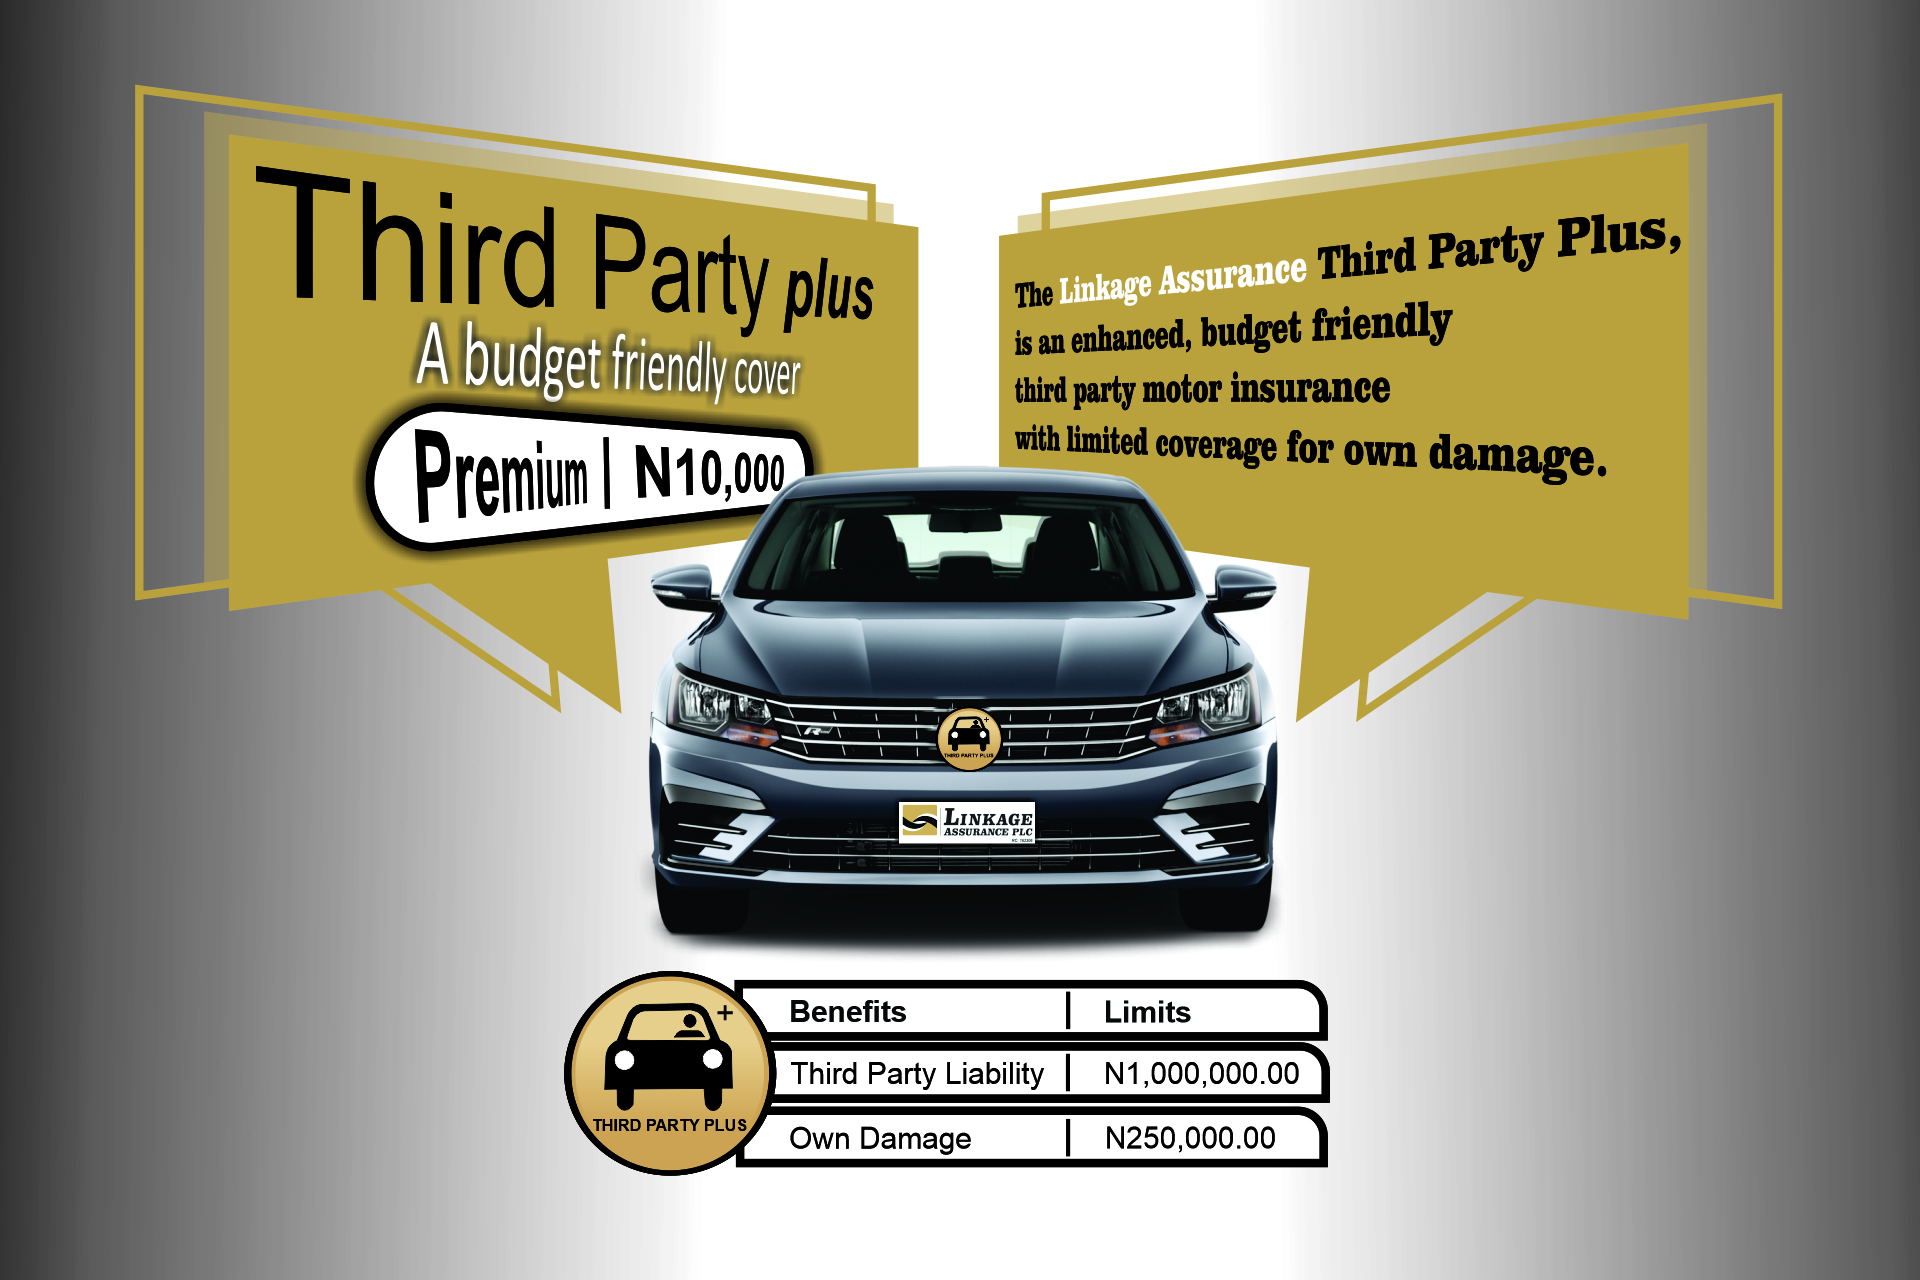 Third Party plus
A budget friendly cover
Premium | N10,000
The Linkage Assurance Third Party Plus,
is an enhanced, budget friendly
third party motor insurance
with limited coverage for own damage.
R
THIRD PARTY PLUS
LINKAGE
ASSURANCE PLC
Benefits | Limits
Third Party Liability | N1,000,000.00
Own Damage | N250,000.00
+
THIRD PARTY PLUS